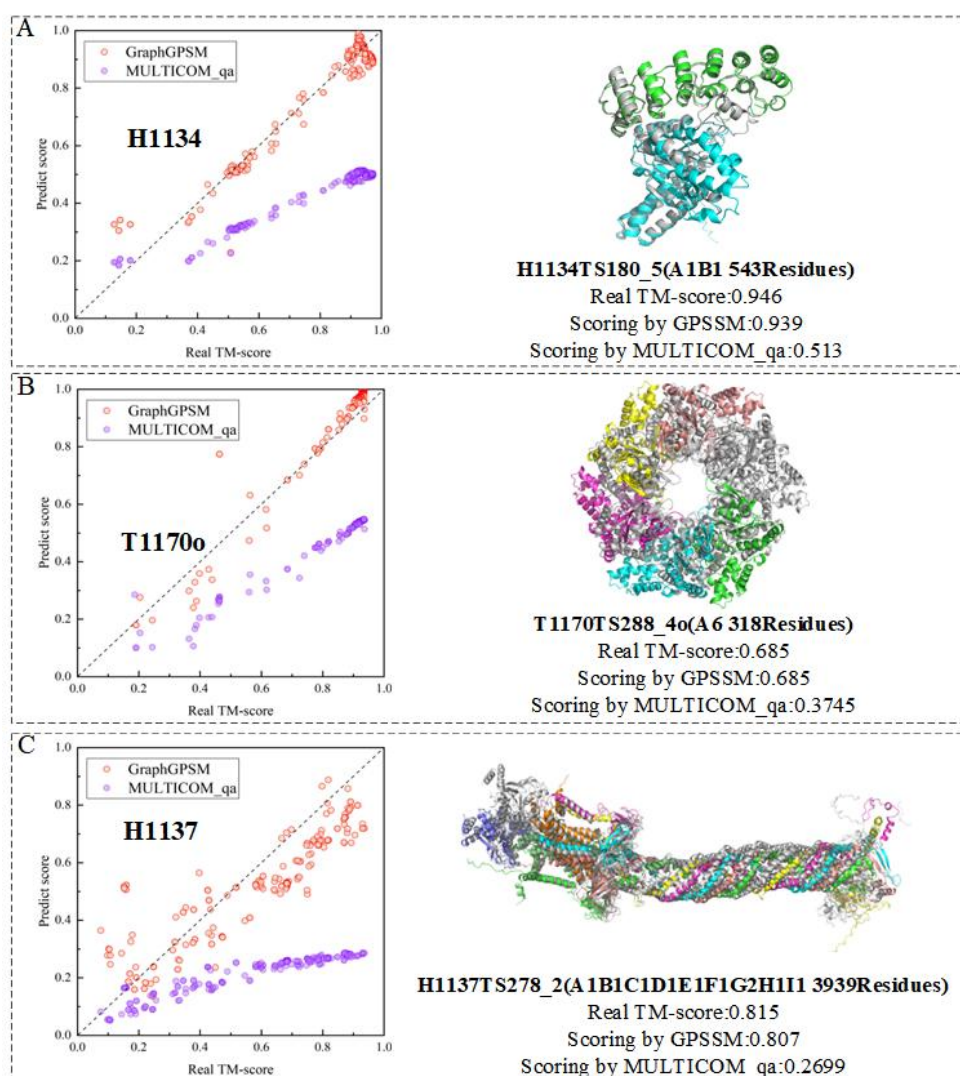 A
1.0
0.8
0.6
0.4
0.2
0.0
Predict score
GraphGPSM
MULTICOM_qa
H1134
0.0 0.2 0.4 0.6 0.8 1.0
Real TM-score
H1134TS180_5(A1B1 543Residues)
Real TM-score:0.946
Scoring by GPSSM:0.939
Scoring by MULTICOM_qa:0.513
B
1.0
0.8
0.6
0.4
0.2
0.0
Predict score
GraphGPSM
MULTICOM_qa
T1170o
0.0 0.2 0.4 0.6 0.8 1.0
Real TM-score
T1170TS288_4o(A6 318Residues)
Real TM-score:0.685
Scoring by GPSSM:0.685
Scoring by MULTICOM_qa:0.3745
C
1.0
0.8
0.6
0.4
0.2
0.0
Predict score
GraphGPSM
MULTICOM_qa
H1137
0.0 0.2 0.4 0.6 0.8 1.0
Real TM-score
H1137TS278_2(A1B1C1D1E1F1G2H1I1 3939Residues)
Real TM-score:0.815
Scoring by GPSSM:0.807
Scoring by MULTICOM_qa:0.2699